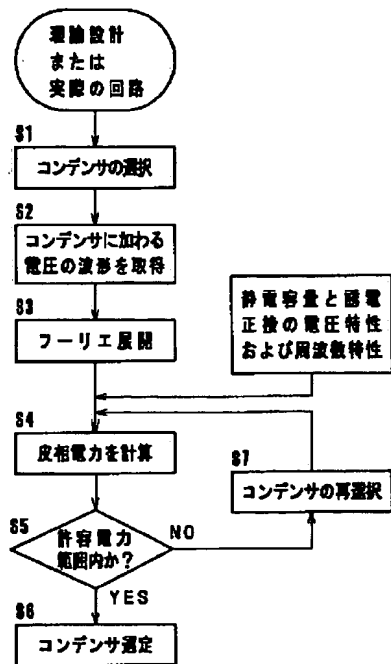 理論設計
または
実際の回路
S1
コンデンサの選択
S2
コンデンサに加わる
電圧の波形を取得
S3
フーリエ展開
静電容量と誘電
正接の電圧特性
および周波数特性
S4
皮相電力を計算
S7
コンデンサの再選択
S5
許容電力
範囲内か?
NO
YES
S6
コンデンサ選定